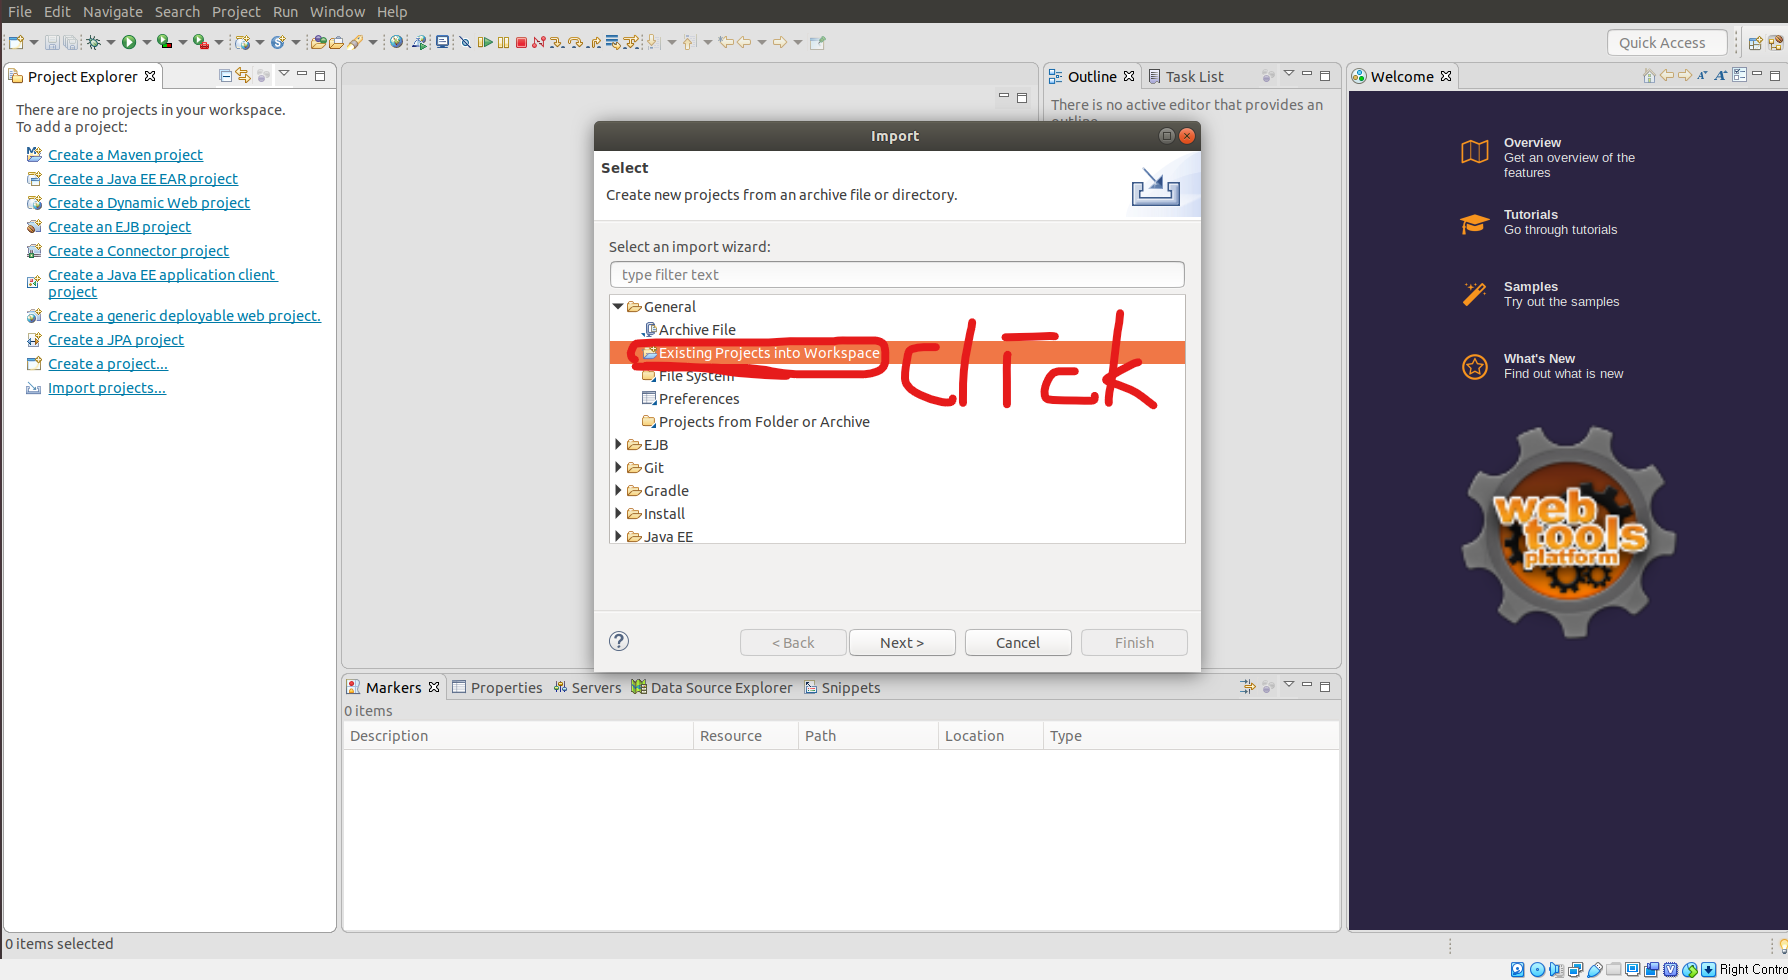 File Edit Navigate Search Project Run Window Help
Quick Access
Project Explorer
There are no projects in your workspace.
To add a project:
Create a Maven project
Create a Java EE EAR project
Create a Dynamic Web project
Create an EJB project
Create a Connector project
Create a Java EE application client
project
Create a generic deployable web project.
Create a JPA project
Create a project...
Import projects...
Outline Task List
There is no active editor that provides an
outline.
Import
Select
Create new projects from an archive file or directory.
Select an import wizard:
type filter text
General
Archive File
Existing Projects into Workspace
click
File System
Preferences
Projects from Folder or Archive
EJB
Git
Gradle
Install
Java EE
< Back Next > Cancel Finish
Welcome
Overview
Get an overview of the
features
Tutorials
Go through tutorials
Samples
Try out the samples
What's New
Find out what is new
web
tools
platform
Markers Properties Servers Data Source Explorer Snippets
0 items
Description Resource Path Location Type
0 items selected
Right Contro